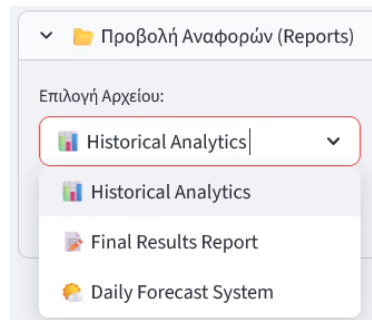 Προβολή Αναφορών (Reports)
Επιλογή Αρχείου:
Historical Analytics
Historical Analytics
Final Results Report
Daily Forecast System